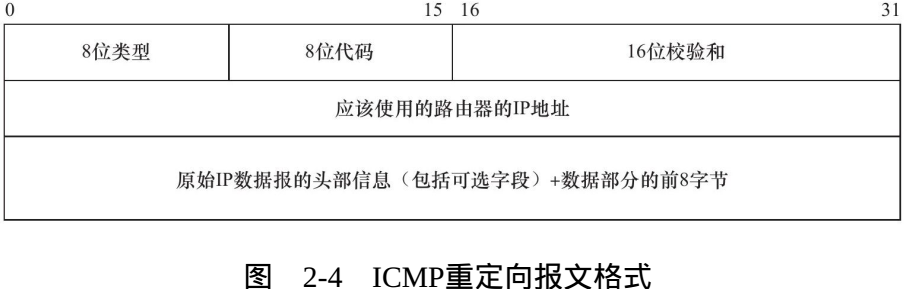 0 15 16 31
8位类型 8位代码 16位校验和
应该使用的路由器的IP地址
原始IP数据报的头部信息（包括可选字段）+数据部分的前8字节
图 2-4 ICMP重定向报文格式